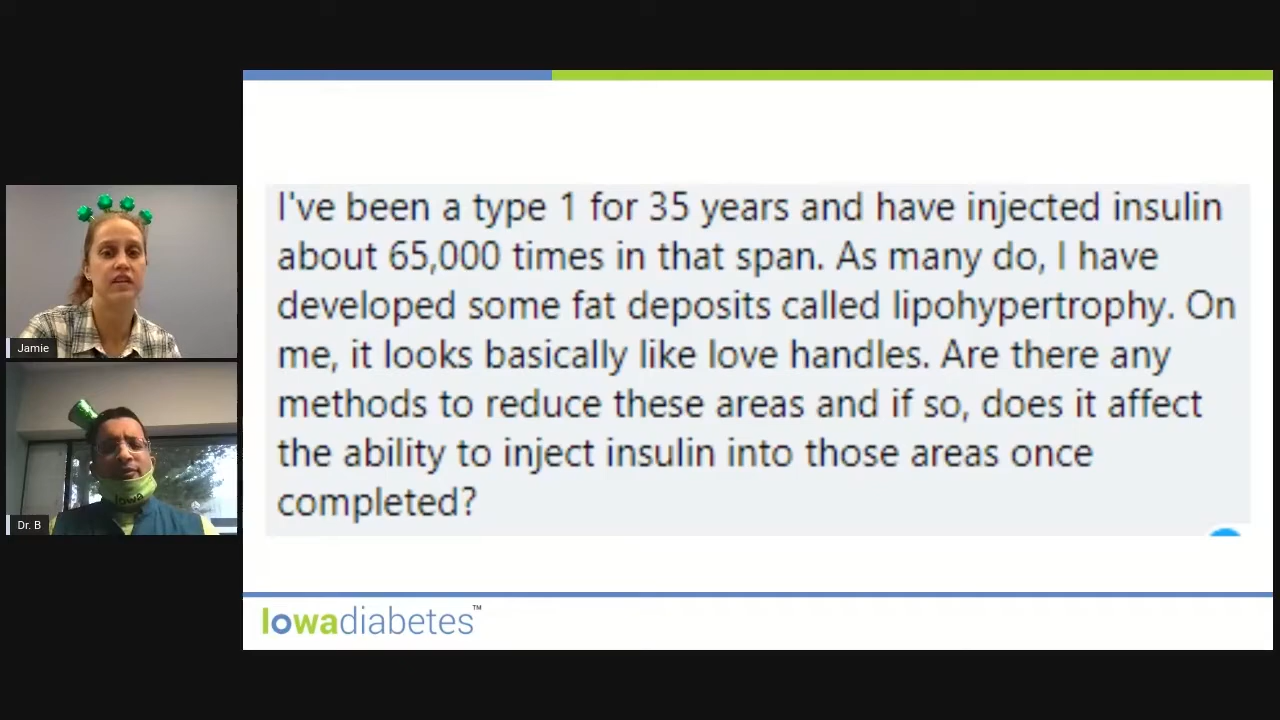 I've been a type 1 for 35 years and have injected insulin
about 65,000 times in that span. As many do, I have
developed some fat deposits called lipohypertrophy. On
me, it looks basically like love handles. Are there any
methods to reduce these areas and if so, does it affect
the ability to inject insulin into those areas once
completed?
Jamie
Iowa
Dr. B
Iowadiabetes™